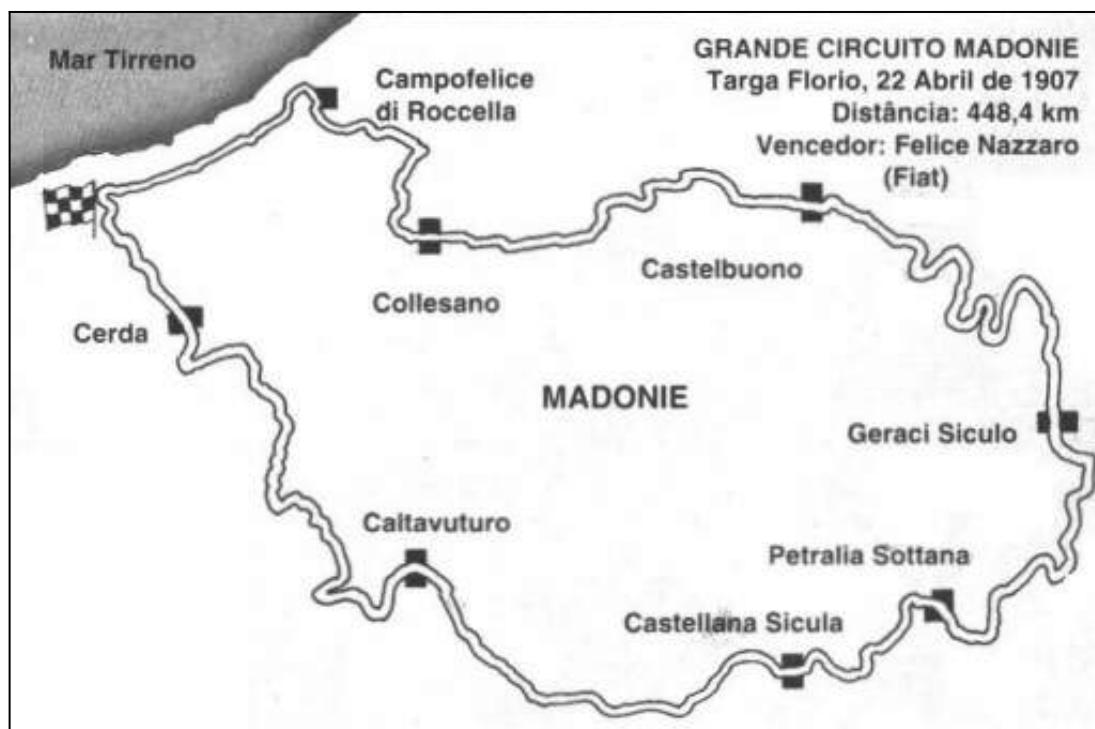 Mar Tirreno
GRANDE CIRCUITO MADONIE
Targa Florio, 22 Abril de 1907
Distância: 448,4 km
Vencedor: Felice Nazzaro
(Fiat)
Campofelice
di Roccella
Castelbuono
Collesano
Cerda
MADONIE
Geraci Siculo
Caltavuturo
Petralia Sottana
Castellana Sicula